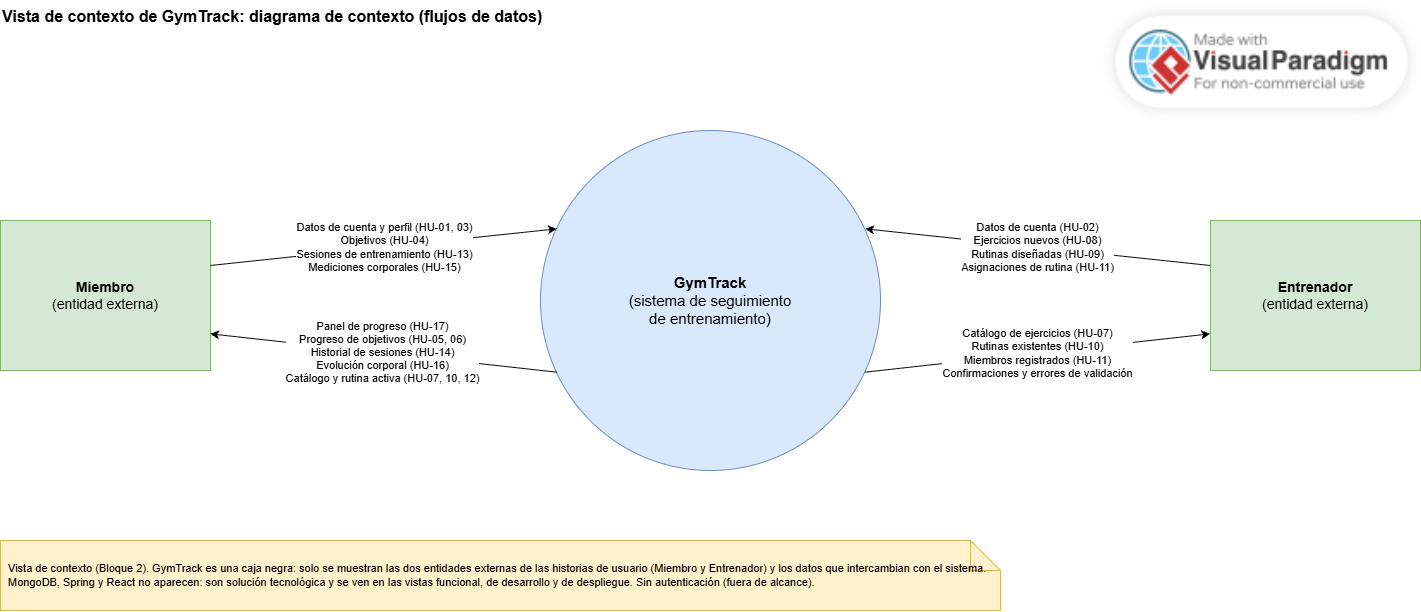 Vista de contexto de GymTrack: diagrama de contexto (flujos de datos)
Made with
VisualParadigm
For non-commercial use
Datos de cuenta y perfil (HU-01, 03)
Objetivos (HU-04)
Sesiones de entrenamiento (HU-13)
Mediciones corporales (HU-15)
Datos de cuenta (HU-02)
Ejercicios nuevos (HU-08)
Rutinas diseñadas (HU-09)
Asignaciones de rutina (HU-11)
Miembro
(entidad externa)
GymTrack
(sistema de seguimiento
de entrenamiento)
Entrenador
(entidad externa)
Panel de progreso (HU-17)
Progreso de objetivos (HU-05, 06)
Historial de sesiones (HU-14)
Evolución corporal (HU-16)
Catálogo y rutina activa (HU-07, 10, 12)
Catálogo de ejercicios (HU-07)
Rutinas existentes (HU-10)
Miembros registrados (HU-11)
Confirmaciones y errores de validación
Vista de contexto (Bloque 2). GymTrack es una caja negra: solo se muestran las dos entidades externas de las historias de usuario (Miembro y Entrenador) y los datos que intercambian con el sistema.
MongoDB, Spring y React no aparecen: son solución tecnológica y se ven en las vistas funcional, de desarrollo y de despliegue. Sin autenticación (fuera de alcance).